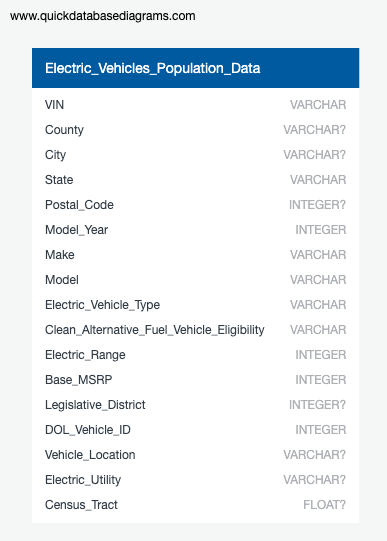 www.quickdatabasediagrams.com
Electric_Vehicles_Population_Data
VIN VARCHAR
County VARCHAR?
City VARCHAR?
State VARCHAR
Postal_Code INTEGER?
Model_Year INTEGER
Make VARCHAR
Model VARCHAR
Electric_Vehicle_Type VARCHAR
Clean_Alternative_Fuel_Vehicle_Eligibility VARCHAR
Electric_Range INTEGER
Base_MSRP INTEGER
Legislative_District INTEGER?
DOL_Vehicle_ID INTEGER
Vehicle_Location VARCHAR?
Electric_Utility VARCHAR?
Census_Tract FLOAT?